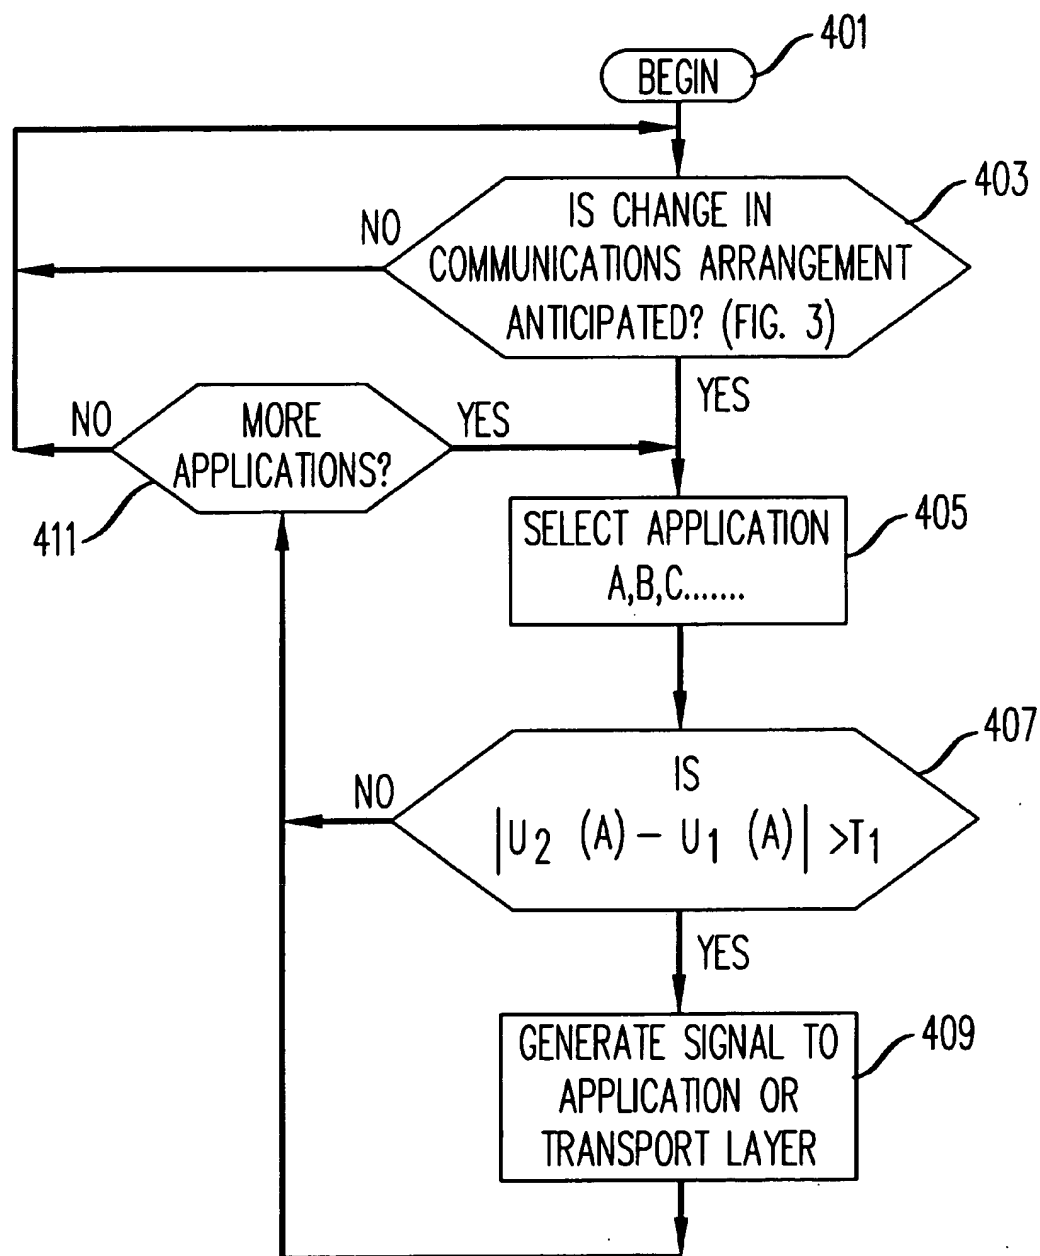 401
BEGIN
403
IS CHANGE IN
COMMUNICATIONS ARRANGEMENT
ANTICIPATED? (FIG. 3)
NO
YES
NO
MORE
APPLICATIONS?
YES
411
405
SELECT APPLICATION
A,B,C.......
407
IS
|U2 (A) – U1 (A)| >T1
NO
YES
409
GENERATE SIGNAL TO
APPLICATION OR
TRANSPORT LAYER